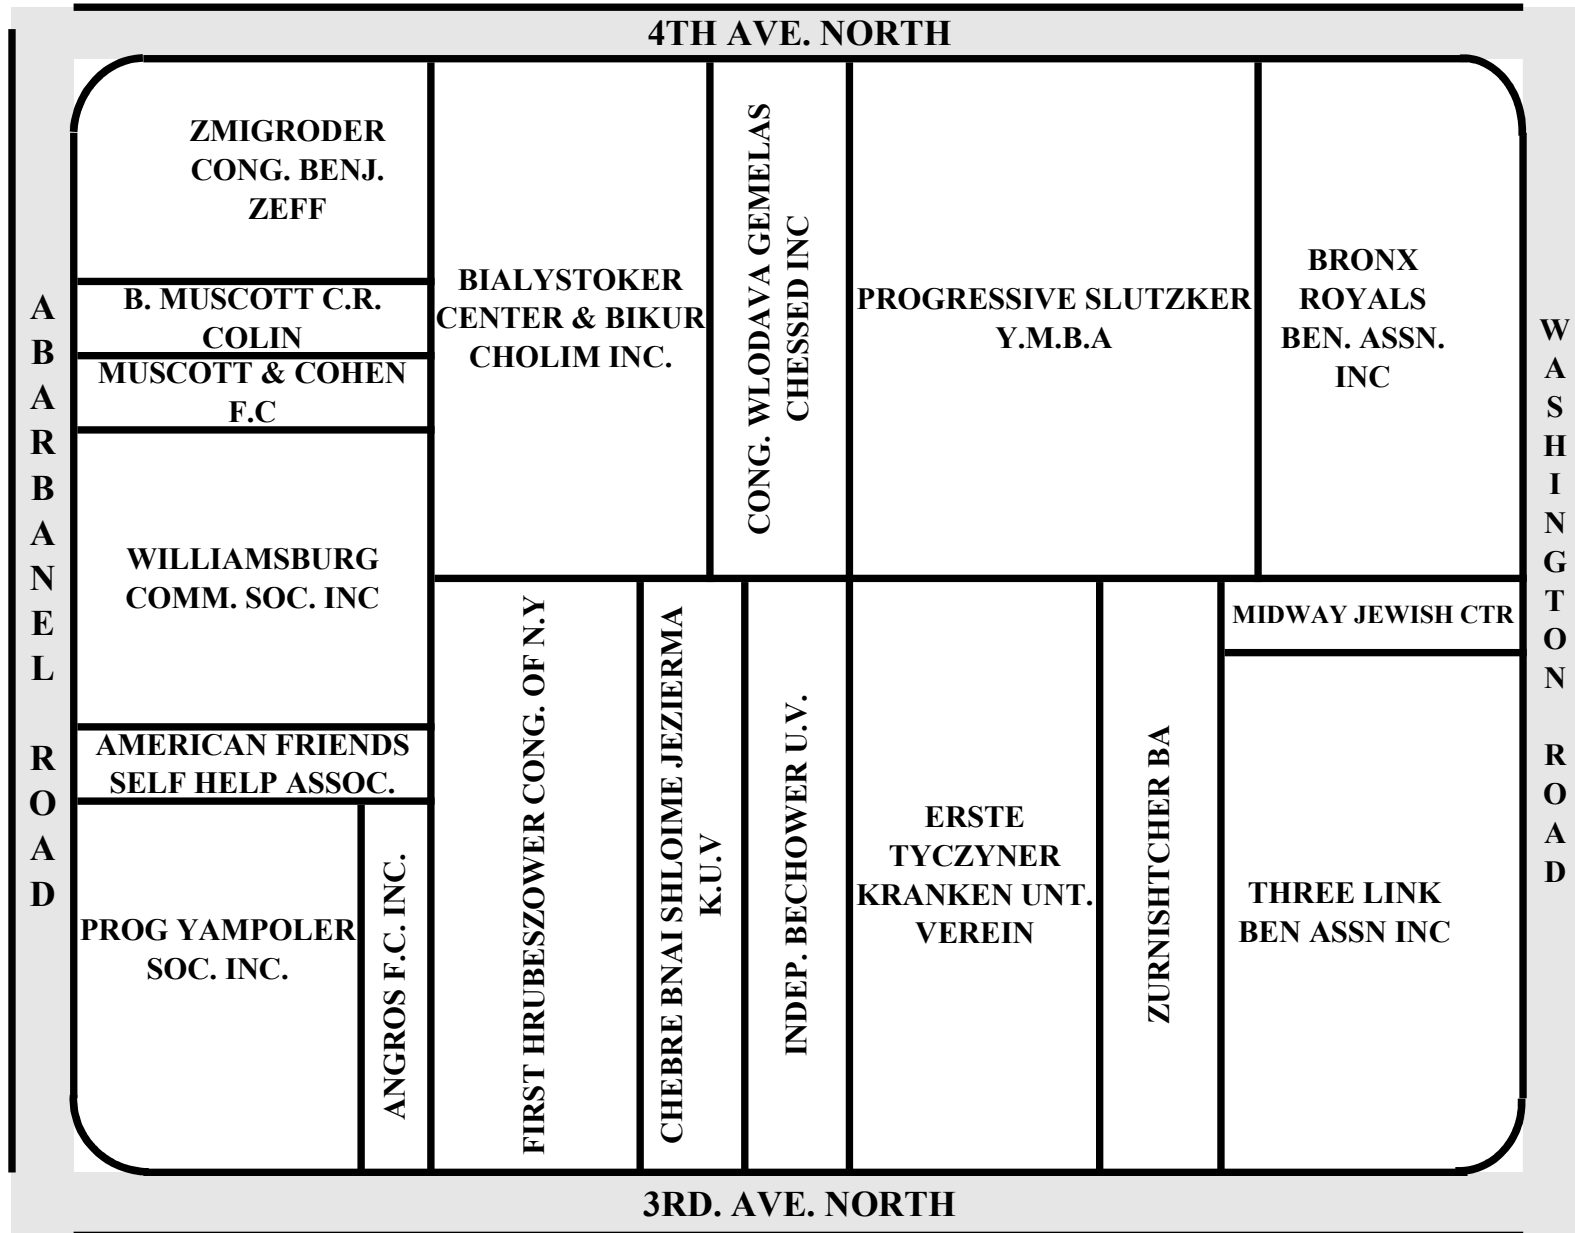 4TH AVE. NORTH
ABARBANEL ROAD
ZMIGRODER
CONG. BENJ.
ZEFF
B. MUSCOTT C.R.
COLIN
MUSCOTT & COHEN
F.C
WILLIAMSBURG
COMM. SOC. INC
AMERICAN FRIENDS
SELF HELP ASSOC.
PROG YAMPOLER
SOC. INC.
ANGROS F.C. INC.
BIALYSTOKER
CENTER & BIKUR
CHOLIM INC.
CONG. WLODAVA GEMELAS
CHESSED INC
PROGRESSIVE SLUTZKER
Y.M.B.A
BRONX
ROYALS
BEN. ASSN.
INC
FIRST HRUBESZOWER CONG. OF N.Y
CHEBRE BNAI SHLOIME JEZIERMA
K.U.V
INDEP. BECHOWER U.V.
ERSTE
TYCZYNER
KRANKEN UNT.
VEREIN
ZURNISHTCHER BA
MIDWAY JEWISH CTR
THREE LINK
BEN ASSN INC
WASHINGTON ROAD
3RD. AVE. NORTH